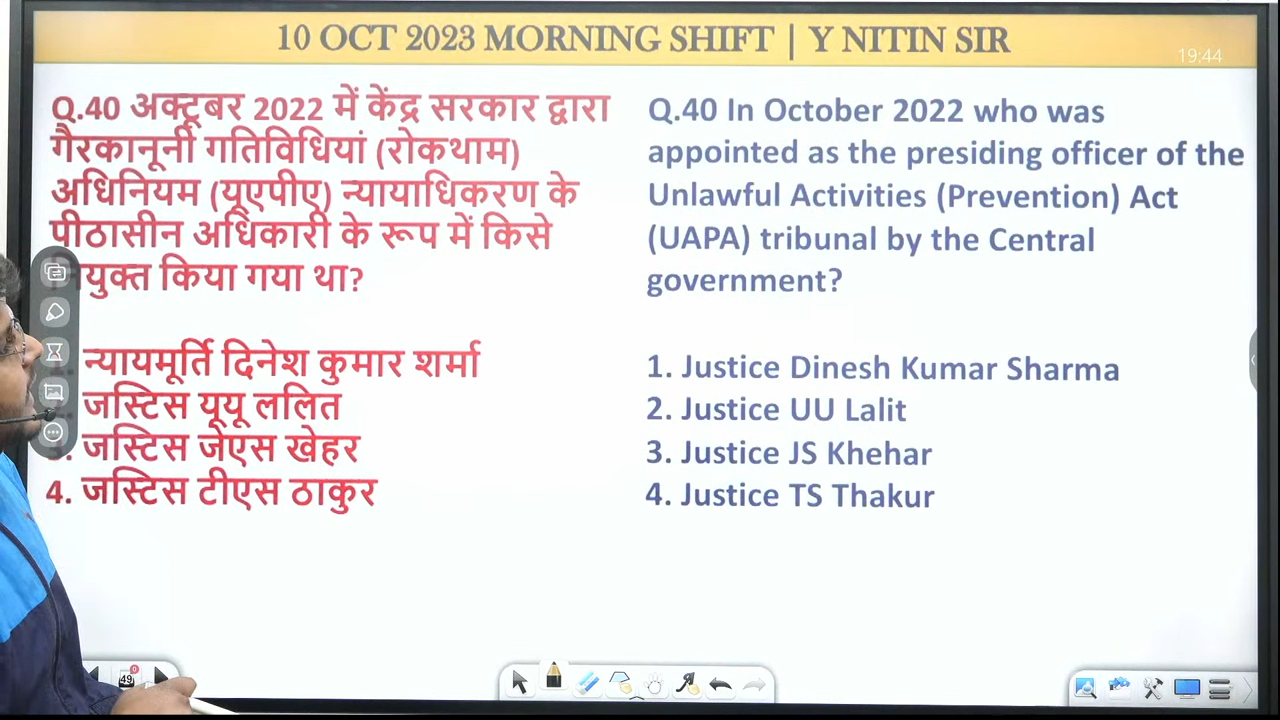 10 OCT 2023 MORNING SHIFT | Y NITIN SIR
19:44
Q.40 अक्टूबर 2022 में केंद्र सरकार द्वारा
गैरकानूनी गतिविधियां (रोकथाम)
अधिनियम (यूएपीए) न्यायाधिकरण के
पीठासीन अधिकारी के रूप में किसे
युक्त किया गया था?
न्यायमूर्ति दिनेश कुमार शर्मा
जस्टिस यूयू ललित
जस्टिस जेएस खेहर
4. जस्टिस टीएस ठाकुर
Q.40 In October 2022 who was
appointed as the presiding officer of the
Unlawful Activities (Prevention) Act
(UAPA) tribunal by the Central
government?
1. Justice Dinesh Kumar Sharma
2. Justice UU Lalit
3. Justice JS Khehar
4. Justice TS Thakur
49
0